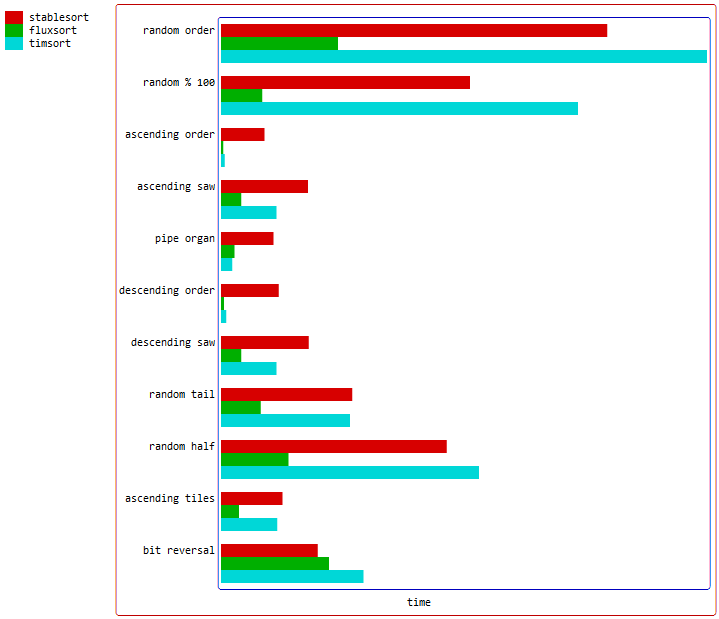 stablesort
fluxsort
timsort
random order
random % 100
ascending order
ascending saw
pipe organ
descending order
descending saw
random tail
random half
ascending tiles
bit reversal
time